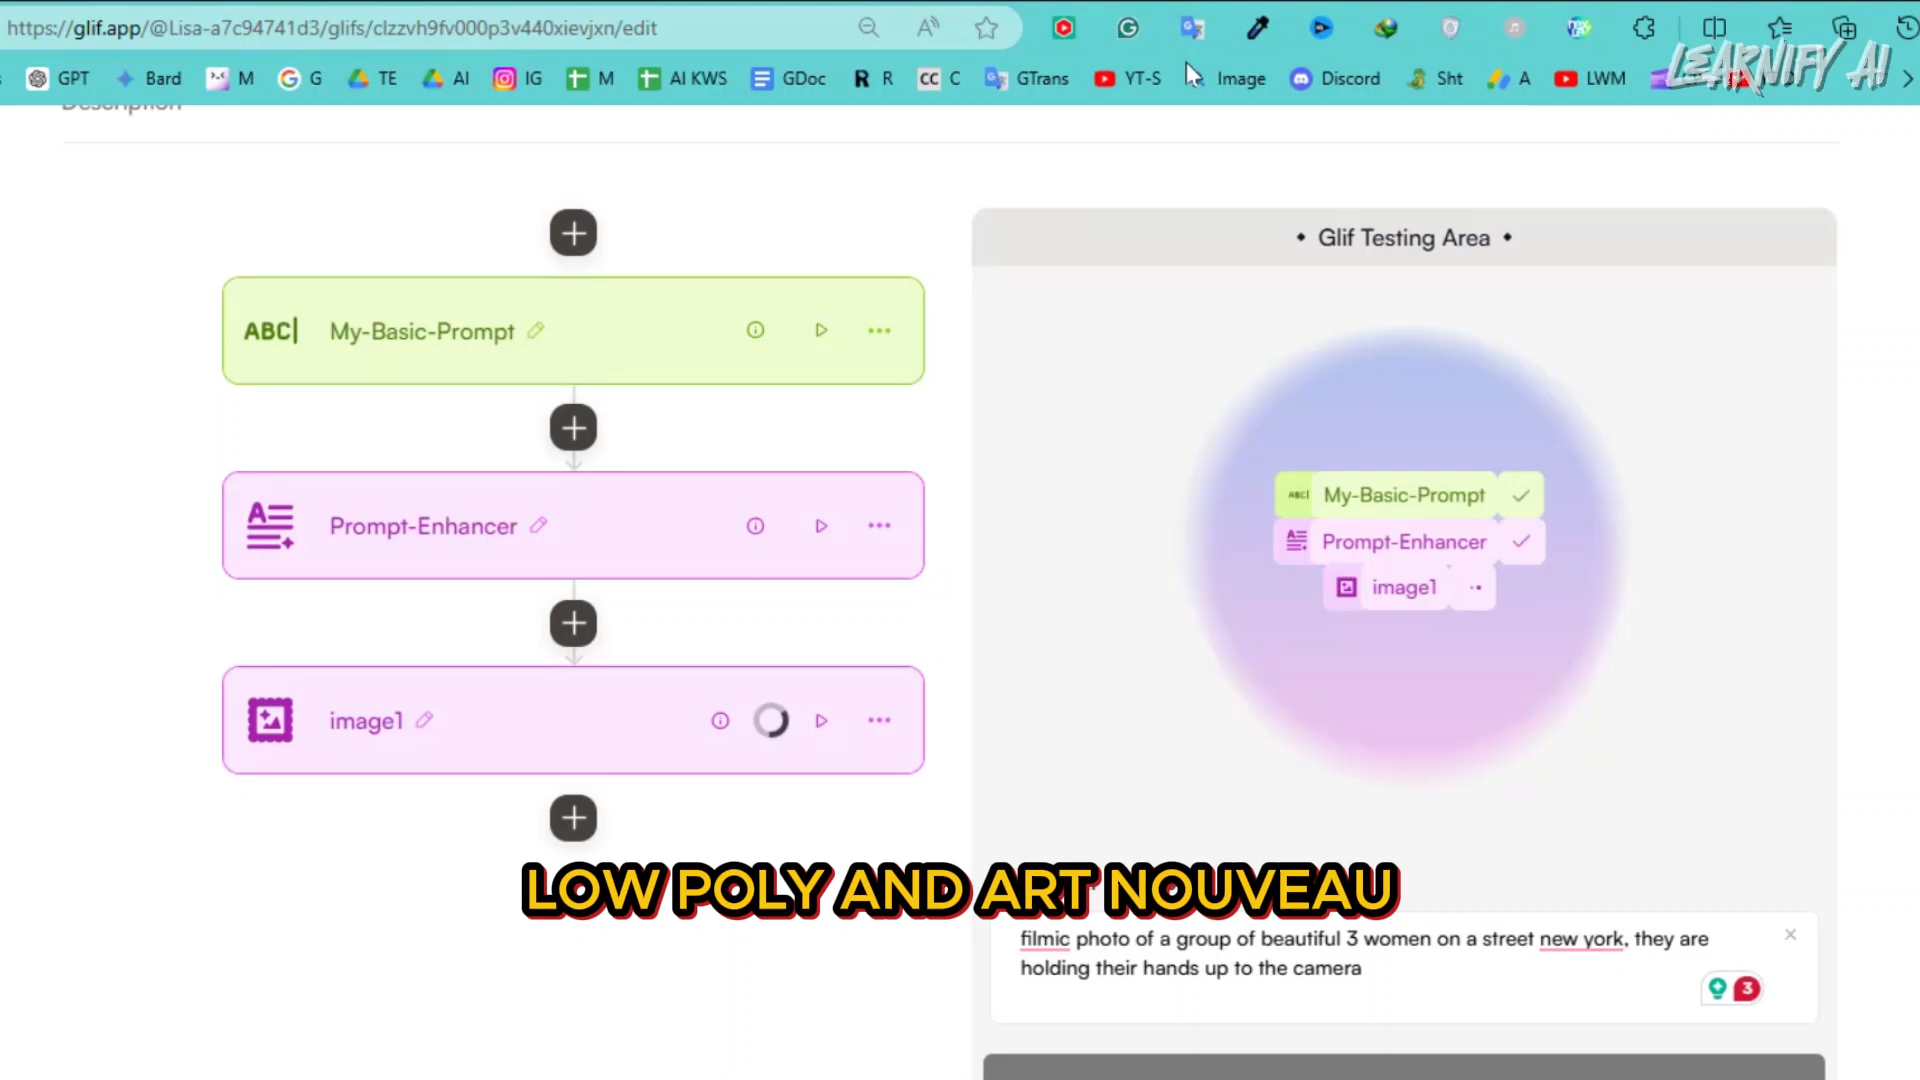 https://glif.app/@Lisa-a7c94741d3/glifs/clzzvh9fv000p3v440xievjxn/edit
GPT Bard M G TE AI IG M AI KWS GDoc R R CC C GTrans YT-S Image Discord Sht A LWM
LEARNIFY AI
Description
• Glif Testing Area •
ABC| My-Basic-Prompt
Prompt-Enhancer
image1
ABC| My-Basic-Prompt
Prompt-Enhancer
image1
LOW POLY AND ART NOUVEAU
filmic photo of a group of beautiful 3 women on a street new york, they are
holding their hands up to the camera
3